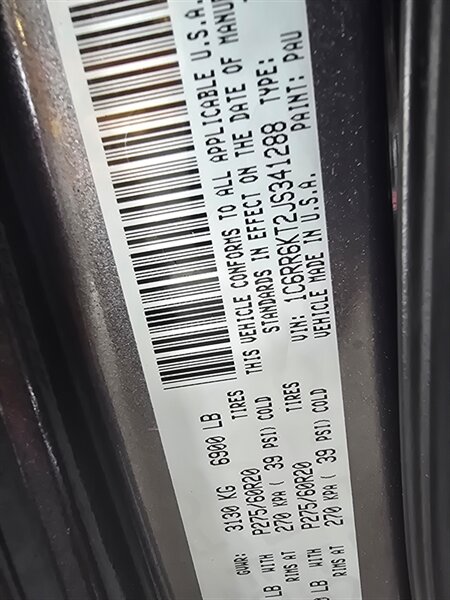 GVWR: 3130 KG 6900 LB
LB WITH P275/60R20 TIRES
RIMS AT 270 KPA ( 39 PSI) COLD
LB WITH P275/60R20 TIRES
RIMS AT 270 KPA ( 39 PSI) COLD
THIS VEHICLE CONFORMS TO ALL APPLICABLE U.S.A.
STANDARDS IN EFFECT ON THE DATE OF
VIN: 1C6RR6KT2JS341288 TYPE:
VEHICLE MADE IN U.S.A. PAINT: PAU